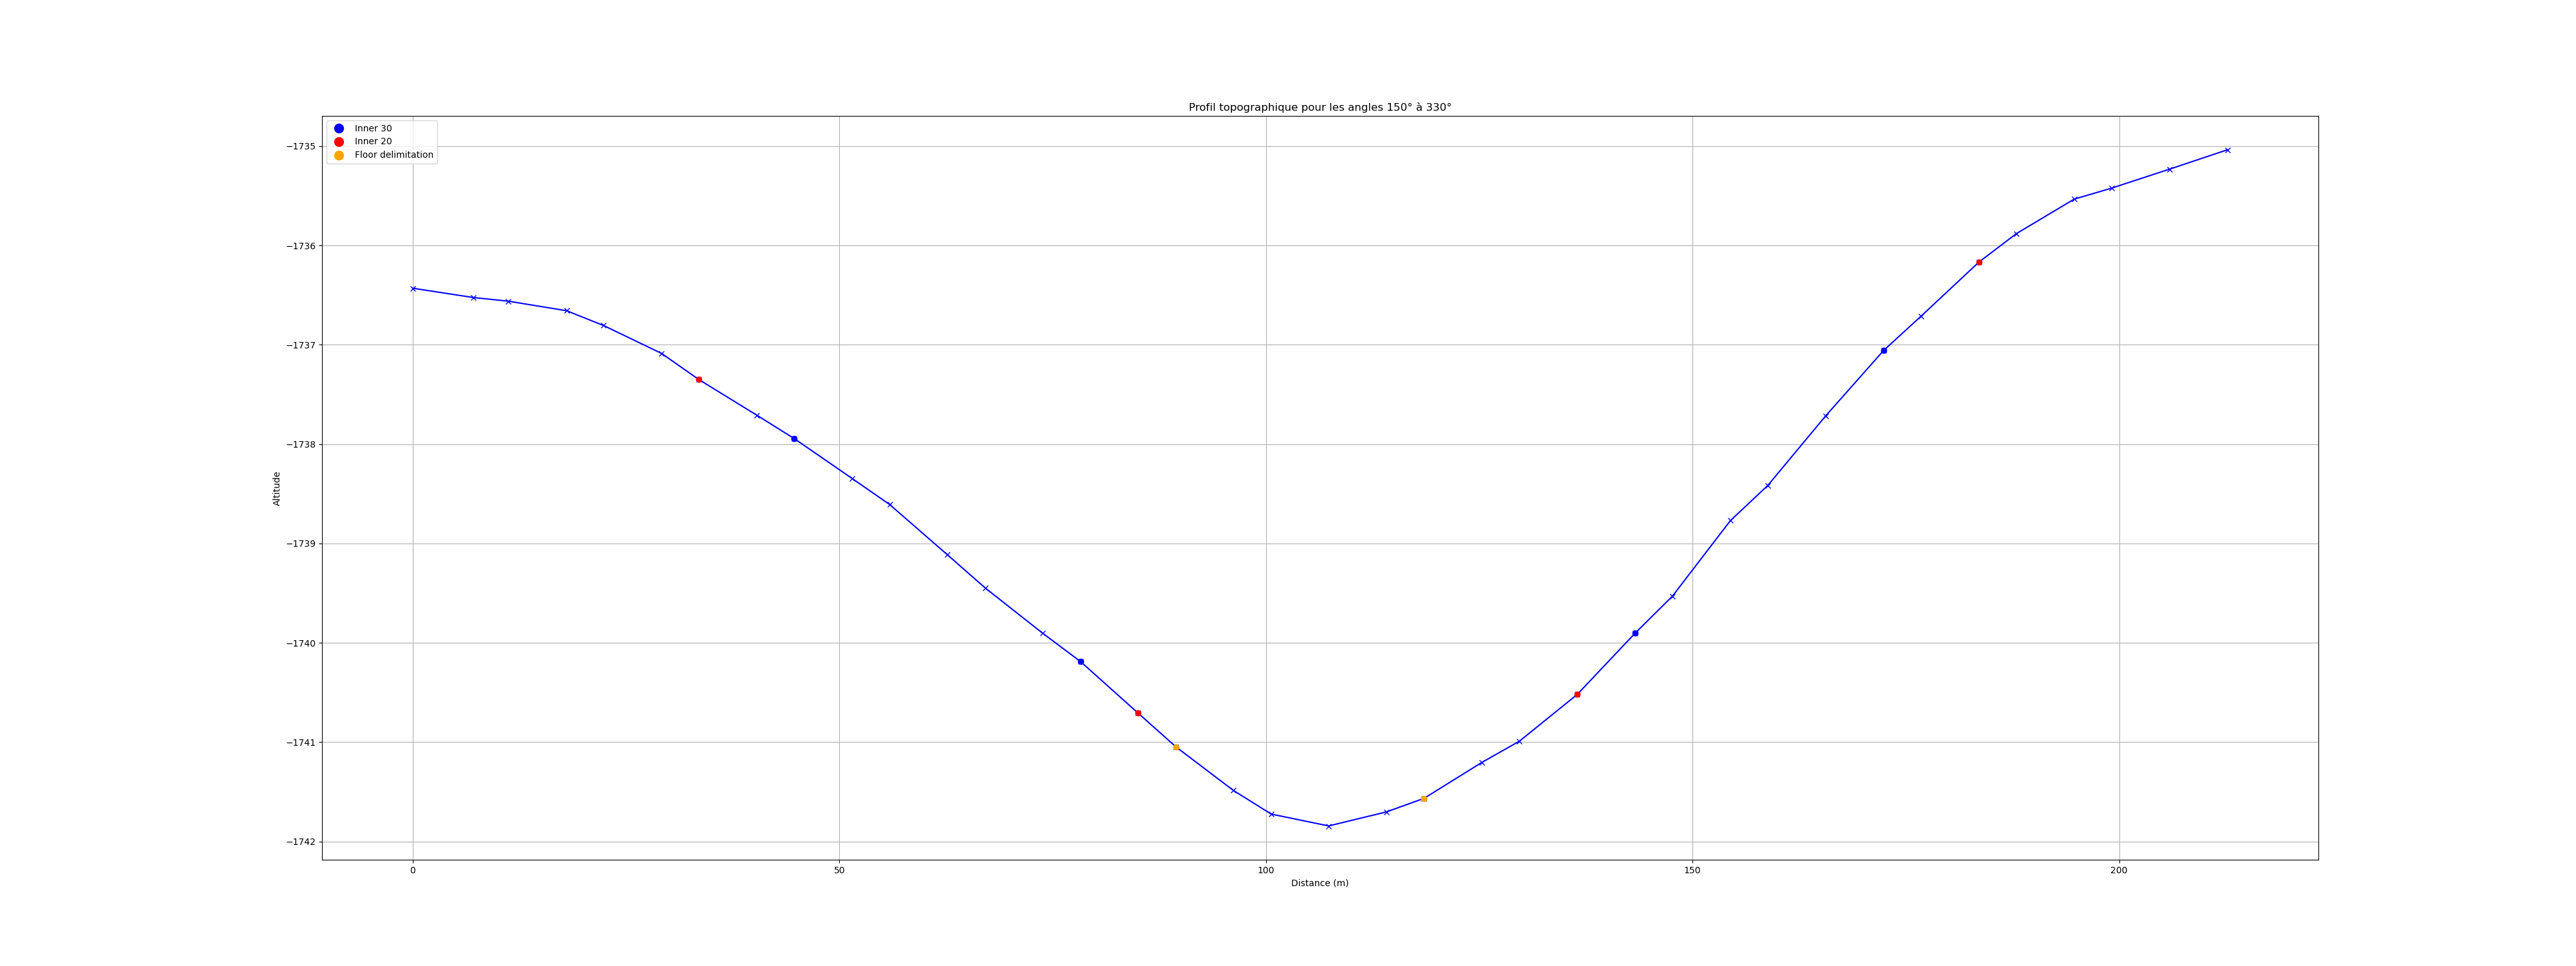 Profil topographique pour les angles 150° à 330°
Inner 30
Inner 20
Floor delimitation
−1735
−1736
−1737
−1738
−1739
−1740
−1741
−1742
Altitude
0 50 100 150 200
Distance (m)